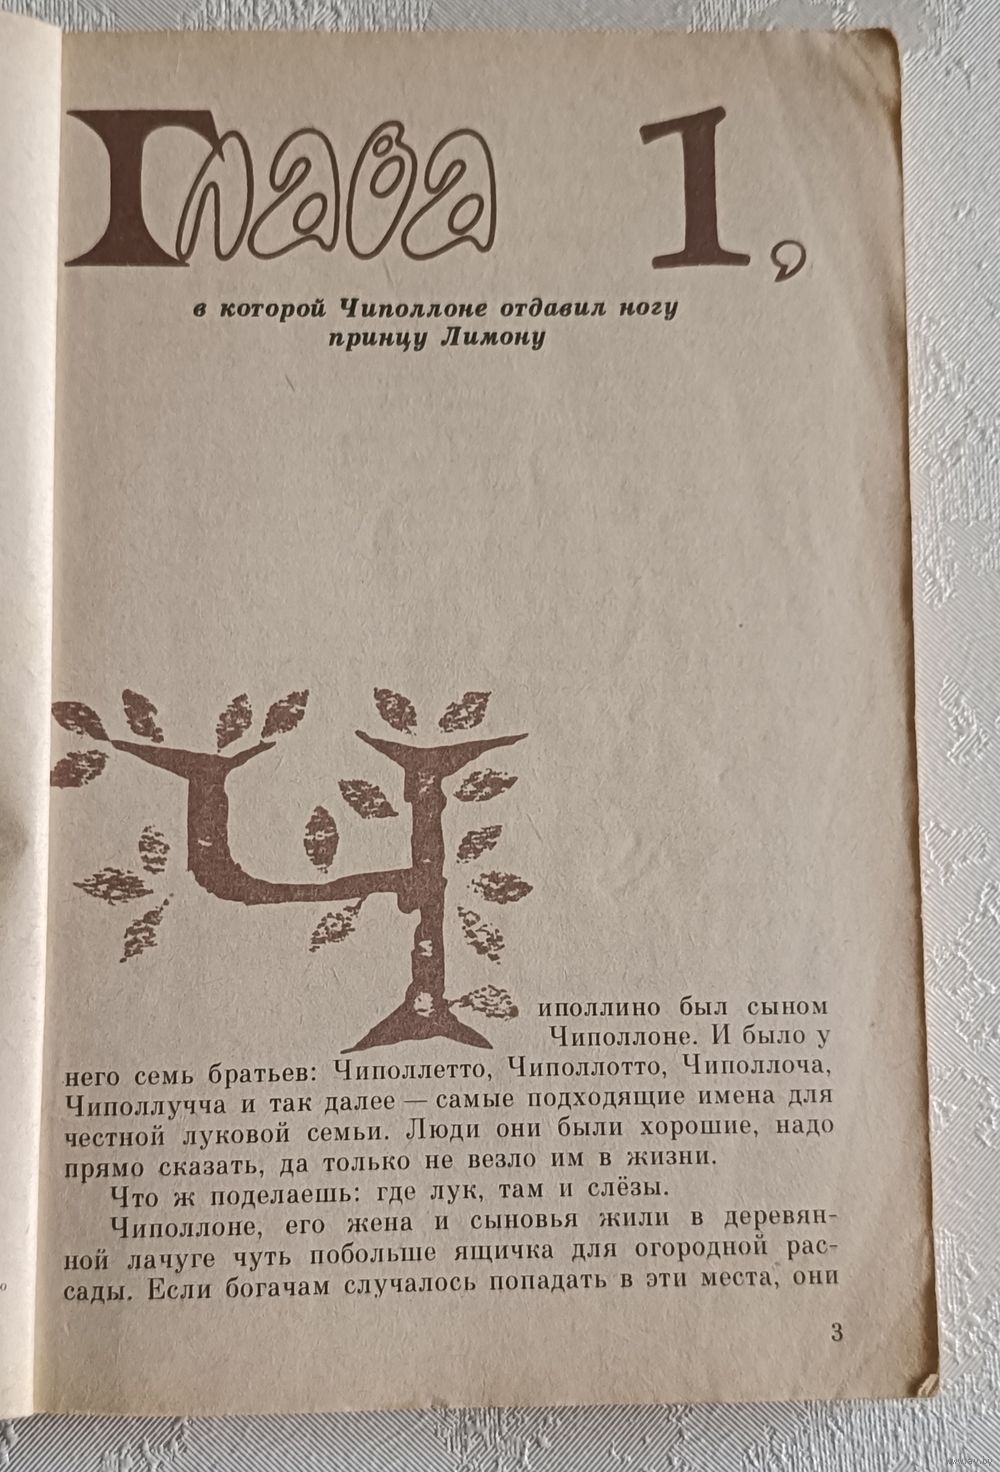 Глава 1,
в которой Чиполлоне отдавил ногу
принцу Лимону
Чиполлино был сыном
Чиполлоне. И было у
него семь братьев: Чиполлетто, Чиполлотто, Чиполлоча,
Чиполлучча и так далее — самые подходящие имена для
честной луковой семьи. Люди они были хорошие, надо
прямо сказать, да только не везло им в жизни.
Что ж поделаешь: где лук, там и слёзы.
Чиполлоне, его жена и сыновья жили в деревян-
ной лачуге чуть побольше ящичка для огородной рас-
сады. Если богачам случалось попадать в эти места, они
3